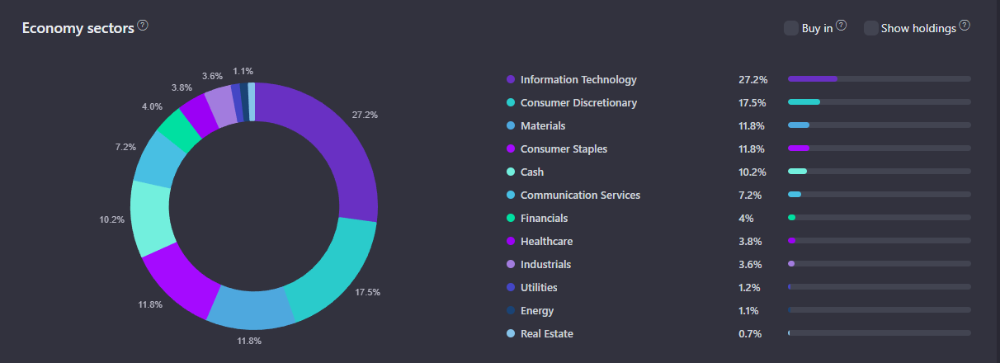 Economy sectors ?
Buy in ? Show holdings ?
1.1%
3.6%
3.8%
4.0%
7.2%
10.2%
11.8%
11.8%
17.5%
27.2%
Information Technology 27.2%
Consumer Discretionary 17.5%
Materials 11.8%
Consumer Staples 11.8%
Cash 10.2%
Communication Services 7.2%
Financials 4%
Healthcare 3.8%
Industrials 3.6%
Utilities 1.2%
Energy 1.1%
Real Estate 0.7%